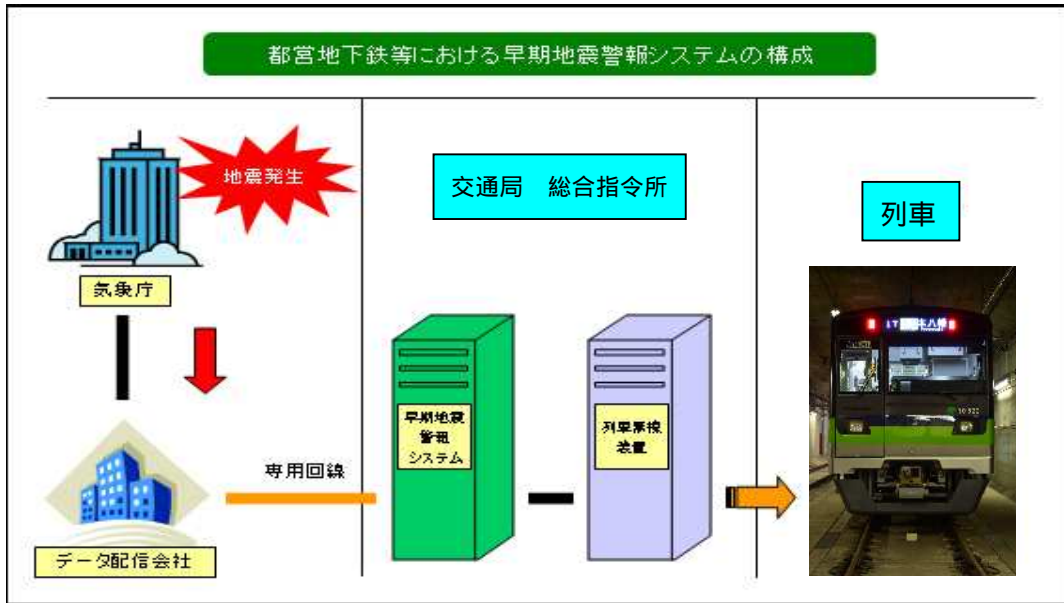 都営地下鉄等における早期地震警報システムの構成
地震発生
交通局 総合指令所
列車
気象庁
早期地震
警報
システム
列車無線
装置
専用回線
データ配信会社
本八幡